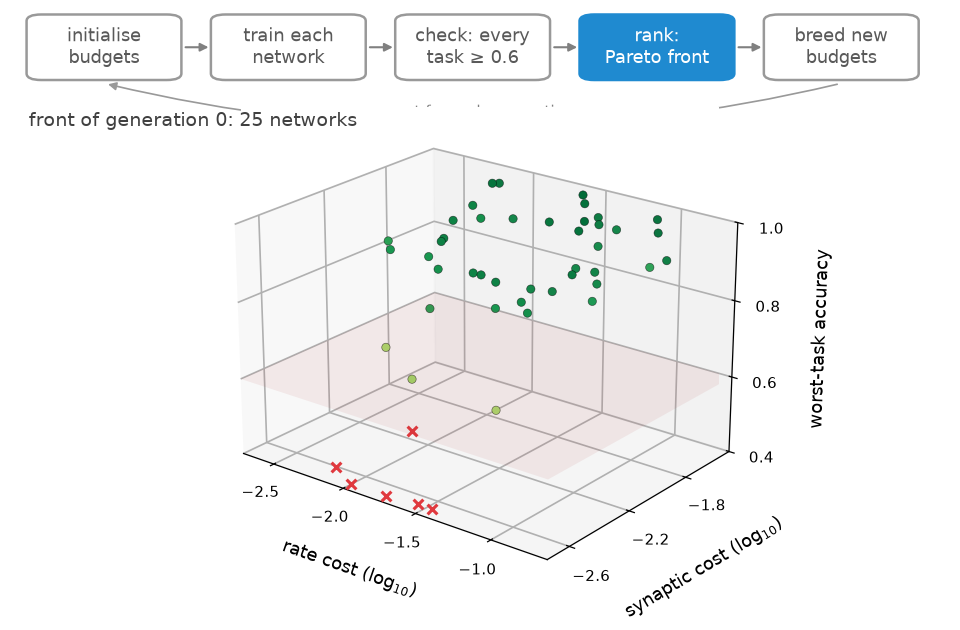 initialise
budgets
train each
network
check: every
task ≥ 0.6
rank:
Pareto front
breed new
budgets
front of generation 0: 25 networks
1.0
0.8
0.6
0.4
worst-task accuracy
−2.5
−2.0
−1.5
−1.0
rate cost (log₁₀)
−1.8
−2.2
−2.6
synaptic cost (log₁₀)